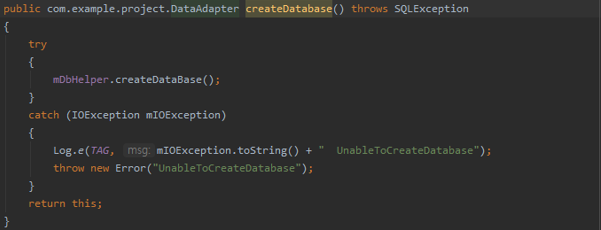 public com.example.project.DataAdapter createDatabase() throws SQLException
{
try
{
mDbHelper.createDataBase();
}
catch (IOException mIOException)
{
Log.e(TAG, msg: mIOException.toString() + "  UnableToCreateDatabase");
throw new Error("UnableToCreateDatabase");
}
return this;
}